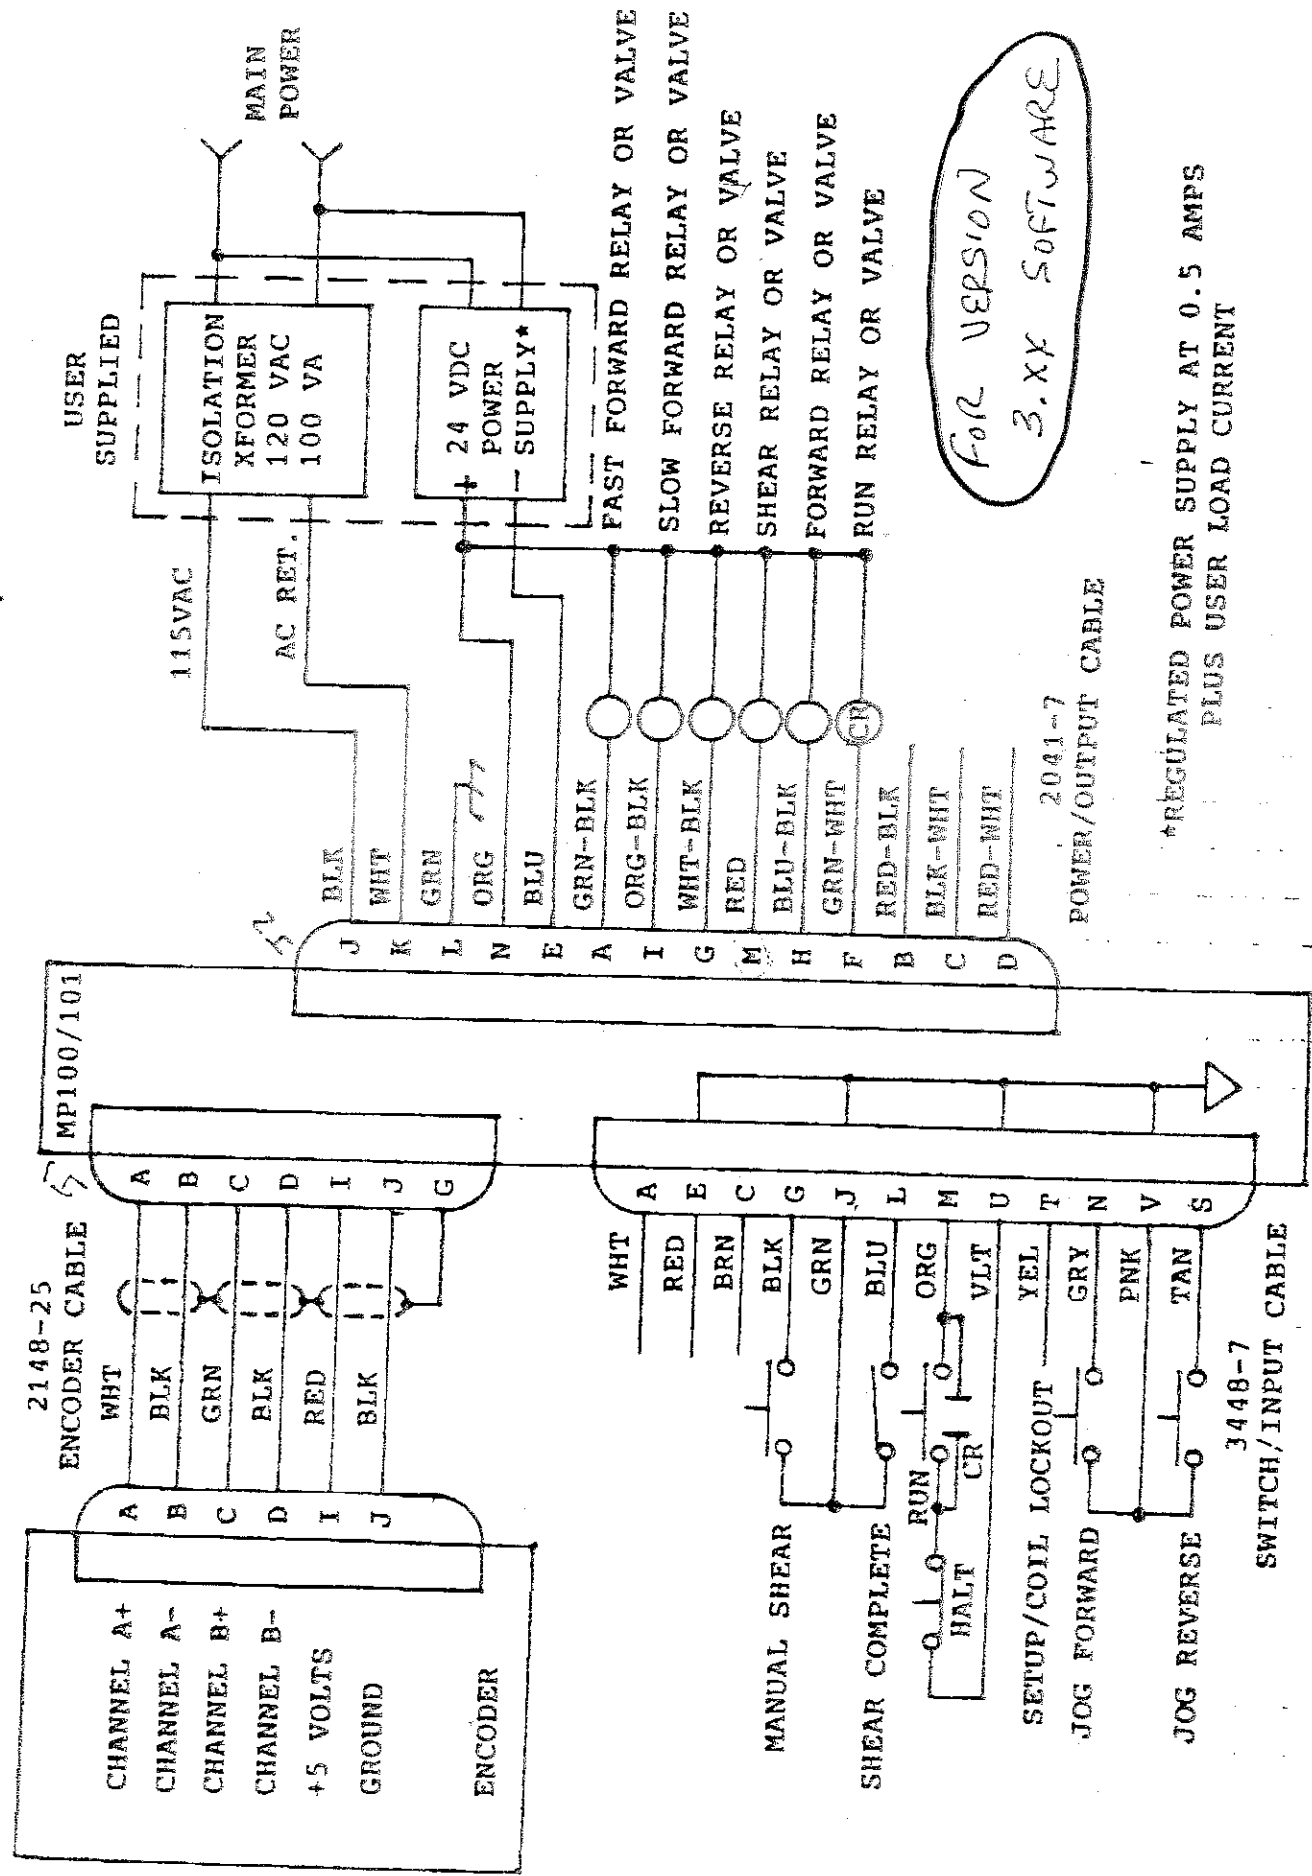 2148-25
ENCODER CABLE
MP100/101
CHANNEL A+
CHANNEL A-
CHANNEL B+
CHANNEL B-
+5 VOLTS
GROUND
ENCODER
A
B
C
D
I
J
WHT
BLK
GRN
BLK
RED
BLK
A
B
C
D
I
J
G
USER
SUPPLIED
MAIN
POWER
ISOLATION
XFORMER
120 VAC
100 VA
24 VDC
POWER
SUPPLY*
+
-
115VAC
AC RET.
J BLK
K WHT
L GRN
N ORG
E BLU
A GRN-BLK FAST FORWARD RELAY OR VALVE
I ORG-BLK SLOW FORWARD RELAY OR VALVE
G WHT-BLK REVERSE RELAY OR VALVE
M RED SHEAR RELAY OR VALVE
H BLU-BLK FORWARD RELAY OR VALVE
F GRN-WHT CR RUN RELAY OR VALVE
B RED-BLK
C BLK-WHT
D RED-WHT
2041-7
POWER/OUTPUT CABLE
FOR VERSION
3.XX SOFTWARE
*REGULATED POWER SUPPLY AT 0.5 AMPS
PLUS USER LOAD CURRENT
WHT A
RED E
BRN C
MANUAL SHEAR BLK G
GRN J
SHEAR COMPLETE BLU L
RUN ORG M
CR
HALT VLT U
SETUP/COIL LOCKOUT YEL T
JOG FORWARD GRY N
PNK V
JOG REVERSE TAN S
3448-7
SWITCH/INPUT CABLE